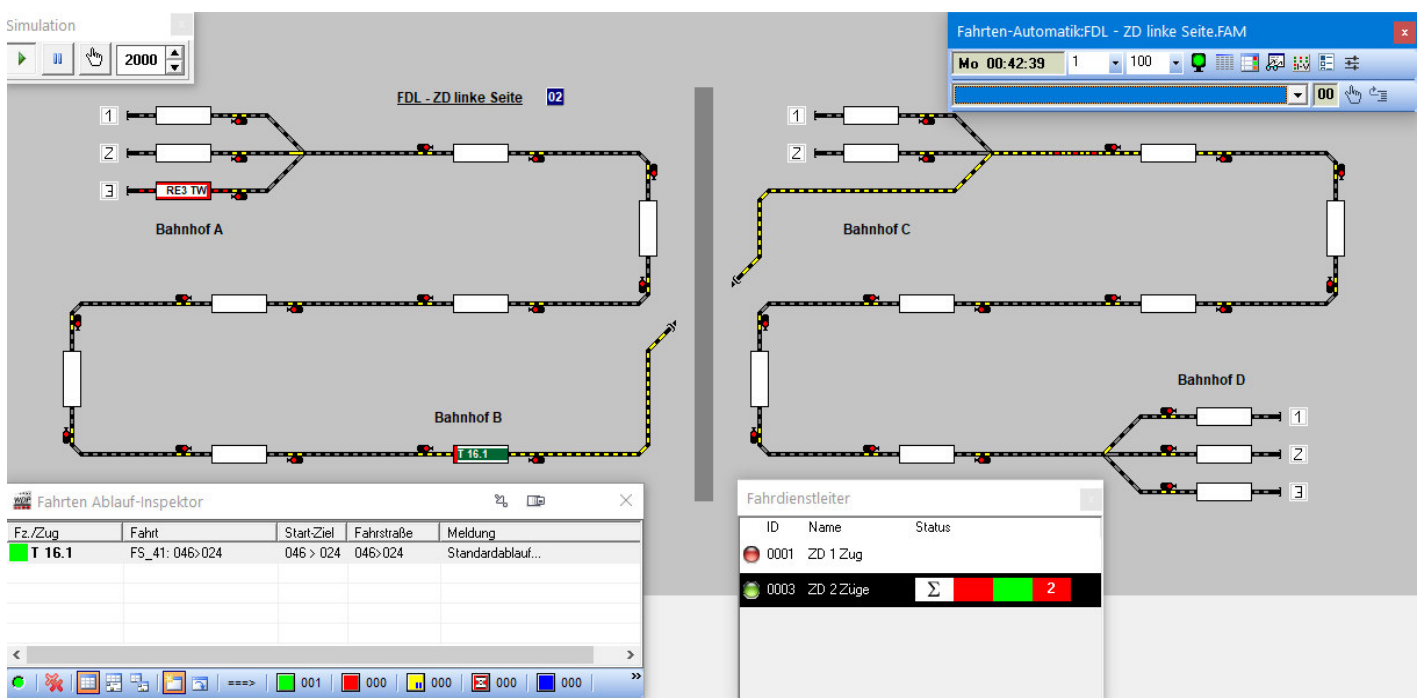 Simulation
2000
Fahrten-Automatik:FDL - ZD linke Seite.FAM
Mo 00:42:39 1 100
00
FDL - ZD linke Seite 02
1
2
3 RE3 TW
Bahnhof A
1
2
Bahnhof C
Bahnhof B
T 16.1
Bahnhof D
1
2
3
Fahrten Ablauf-Inspektor
Fz./Zug Fahrt Start-Ziel Fahrstraße Meldung
T 16.1 FS_41: 046>024 046 > 024 046>024 Standardablauf...
===> 001 000 000 000 000 »
Fahrdienstleiter
ID Name Status
0001 ZD 1 Zug
0003 ZD 2 Züge Σ 2